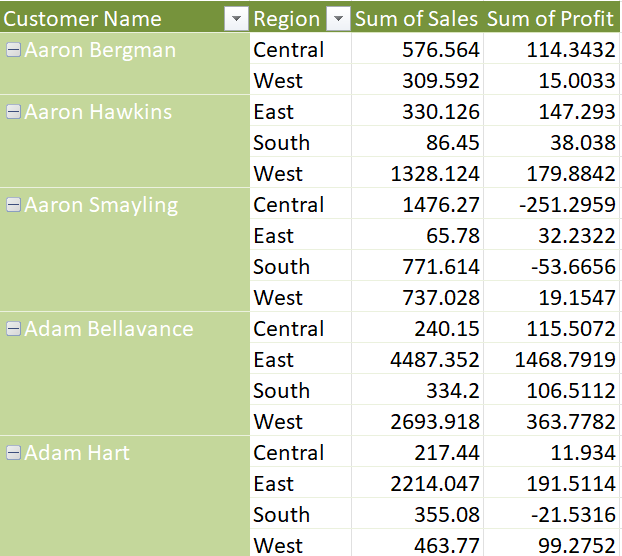 Customer Name Region Sum of Sales Sum of Profit
Aaron Bergman Central 576.564 114.3432
West 309.592 15.0033
Aaron Hawkins East 330.126 147.293
South 86.45 38.038
West 1328.124 179.8842
Aaron Smayling Central 1476.27 -251.2959
East 65.78 32.2322
South 771.614 -53.6656
West 737.028 19.1547
Adam Bellavance Central 240.15 115.5072
East 4487.352 1468.7919
South 334.2 106.5112
West 2693.918 363.7782
Adam Hart Central 217.44 11.934
East 2214.047 191.5114
South 355.08 -21.5316
West 463.77 99.2752